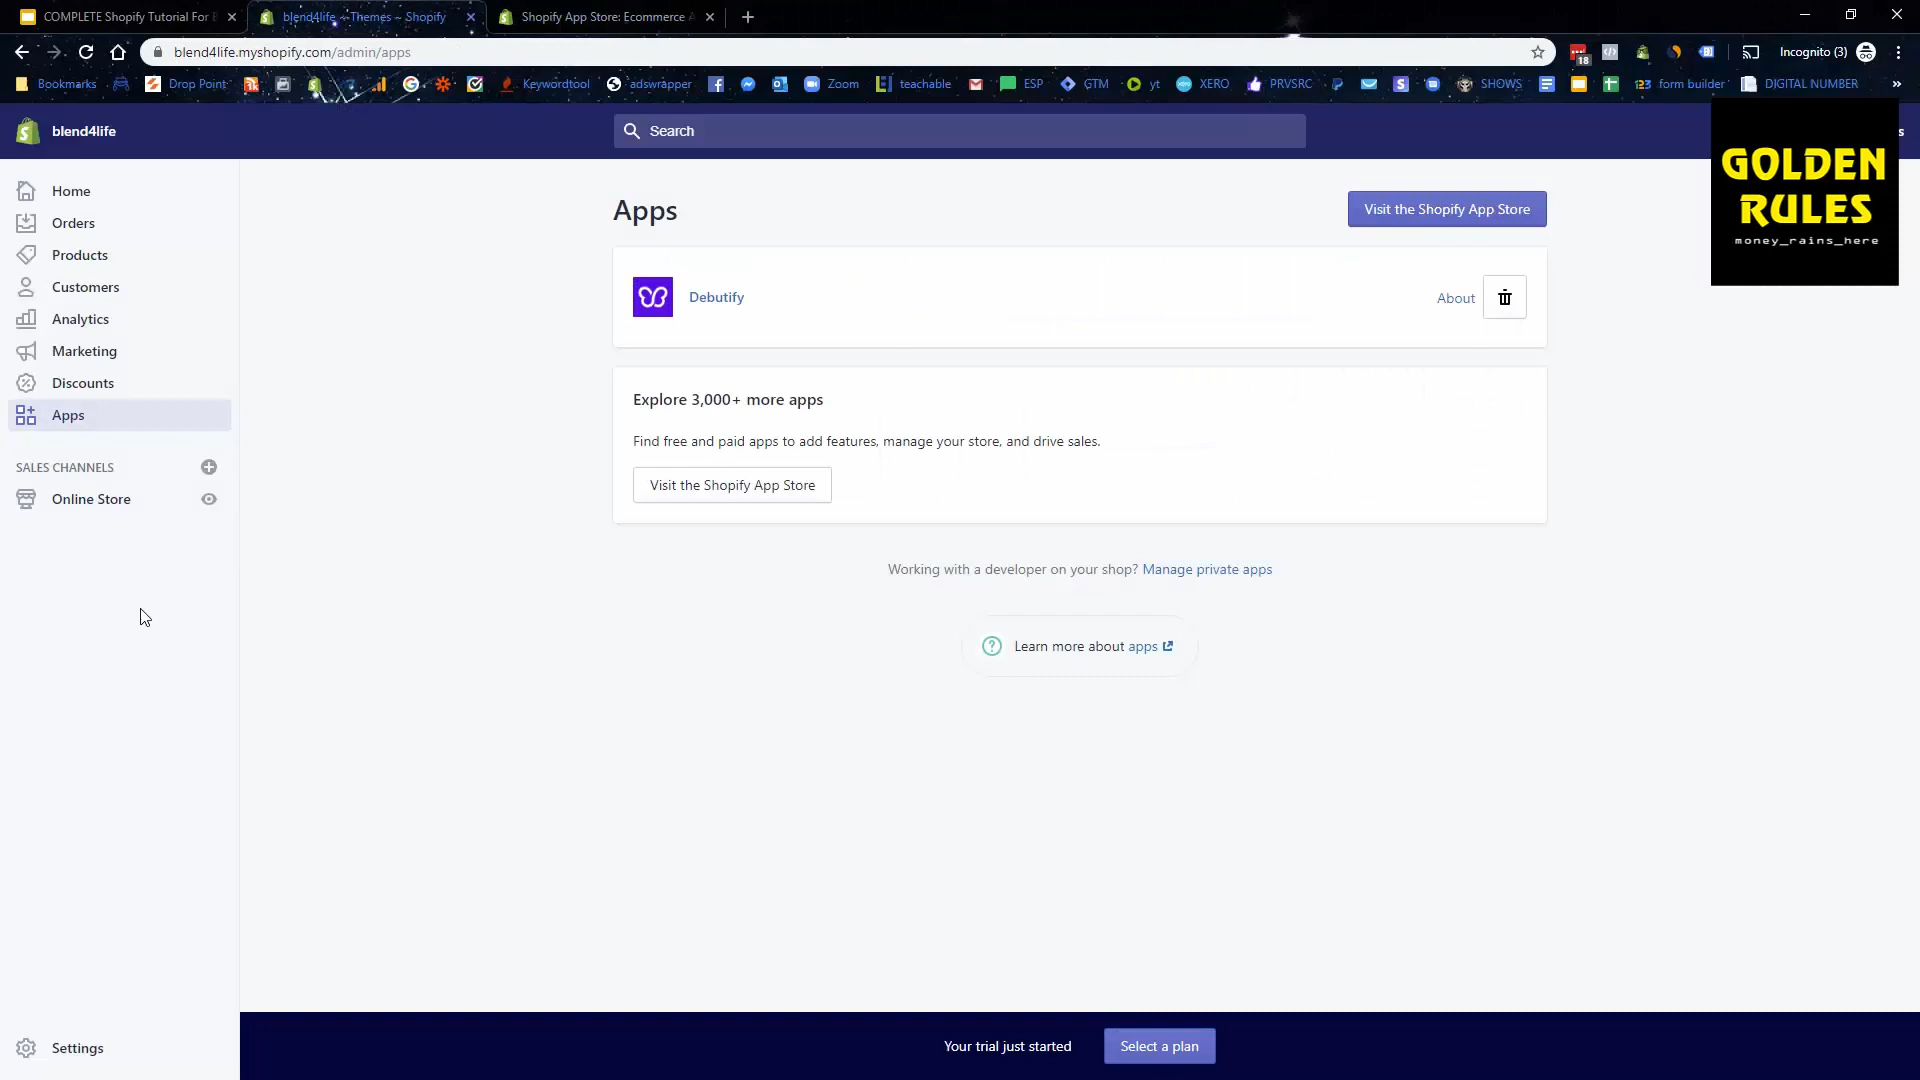 COMPLETE Shopify Tutorial For B
blend4life ~ Themes ~ Shopify
Shopify App Store: Ecommerce A
blend4life.myshopify.com/admin/apps
18
Incognito (3)
Bookmarks
Drop Point
Keywordtool
adswrapper
Zoom
teachable
ESP
GTM
yt
XERO
PRVSRC
SHOWS
123
form builder
DIGITAL NUMBER
»
blend4life
Search
s
GOLDEN
RULES
money_rains_here
Home
Orders
Products
Customers
Analytics
Marketing
Discounts
Apps
SALES CHANNELS
Online Store
Settings
Apps
Visit the Shopify App Store
Debutify
About
Explore 3,000+ more apps
Find free and paid apps to add features, manage your store, and drive sales.
Visit the Shopify App Store
Working with a developer on your shop? Manage private apps
Learn more about apps
Your trial just started
Select a plan